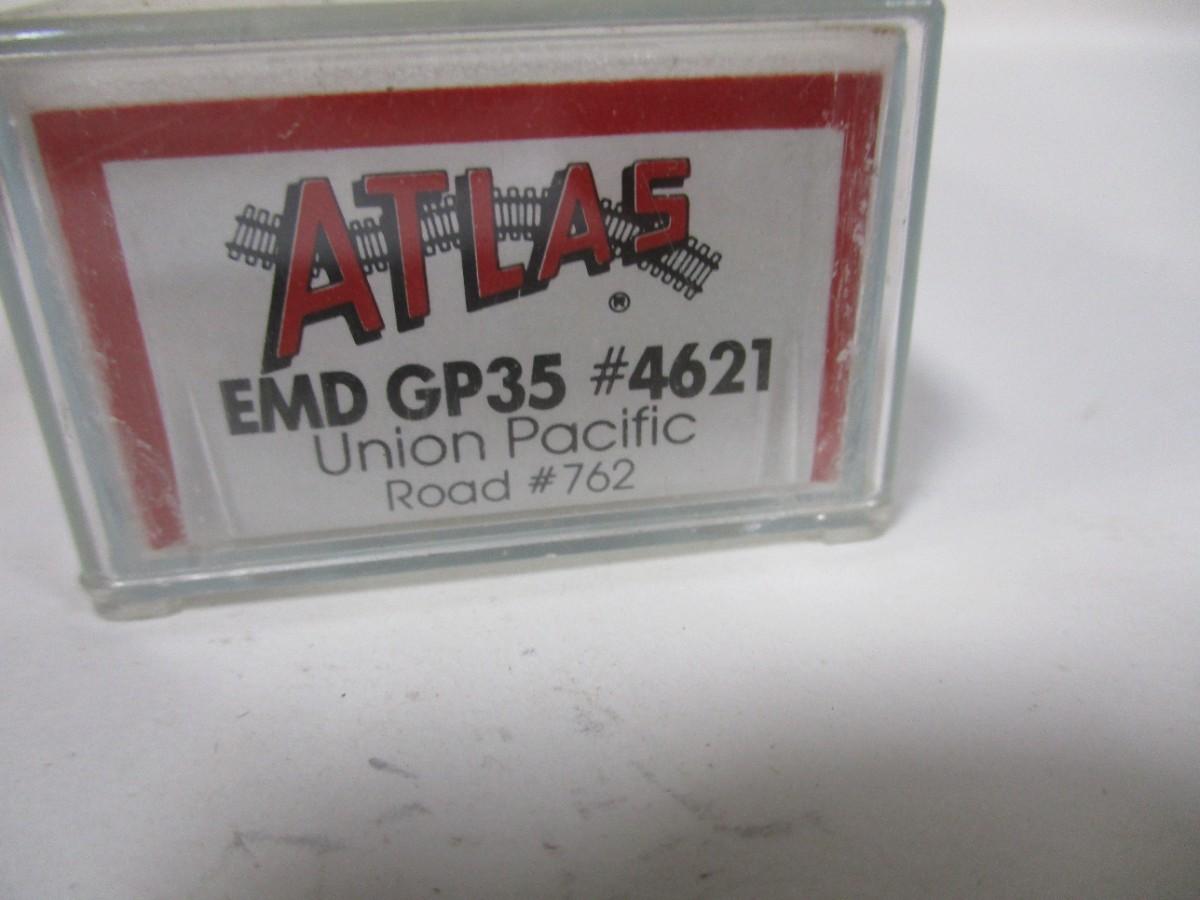 ATLAS
®
EMD GP35 #4621
Union Pacific
Road #762